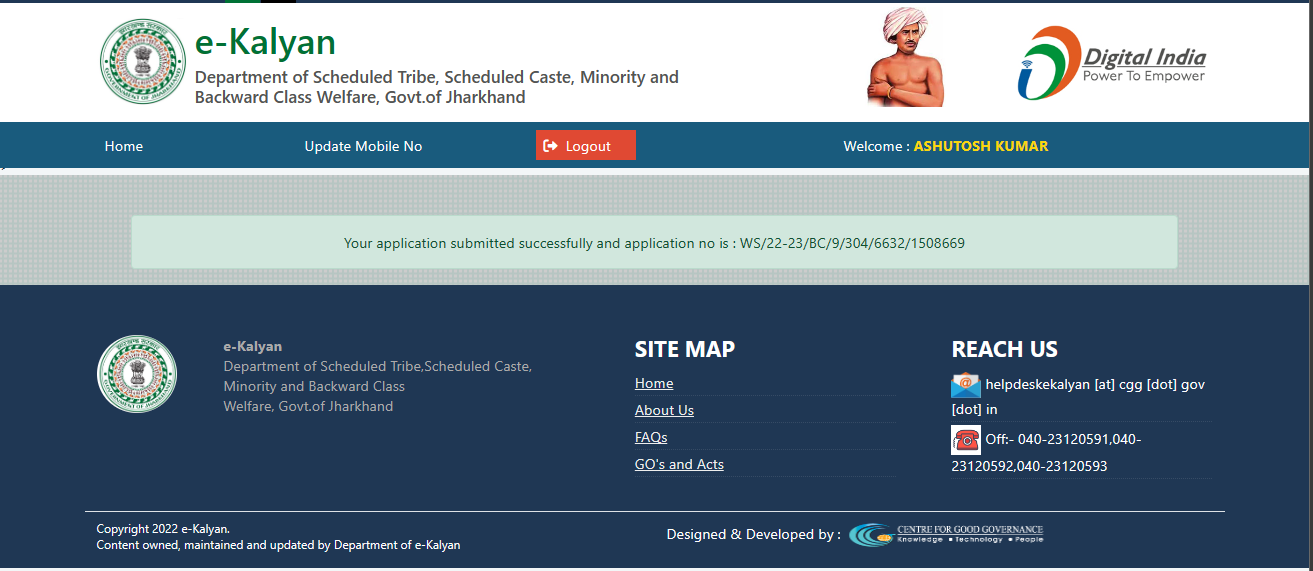 e-Kalyan
Department of Scheduled Tribe, Scheduled Caste, Minority and
Backward Class Welfare, Govt.of Jharkhand
Digital India
Power To Empower
Home
Update Mobile No
Logout
Welcome : ASHUTOSH KUMAR
Your application submitted successfully and application no is : WS/22-23/BC/9/304/6632/1508669
e-Kalyan
Department of Scheduled Tribe,Scheduled Caste,
Minority and Backward Class
Welfare, Govt.of Jharkhand
SITE MAP
Home
About Us
FAQs
GO's and Acts
REACH US
helpdeskekalyan [at] cgg [dot] gov
[dot] in
Off:- 040-23120591,040-
23120592,040-23120593
Copyright 2022 e-Kalyan.
Content owned, maintained and updated by Department of e-Kalyan
Designed & Developed by :
CENTRE FOR GOOD GOVERNANCE
Knowledge • Technology • People